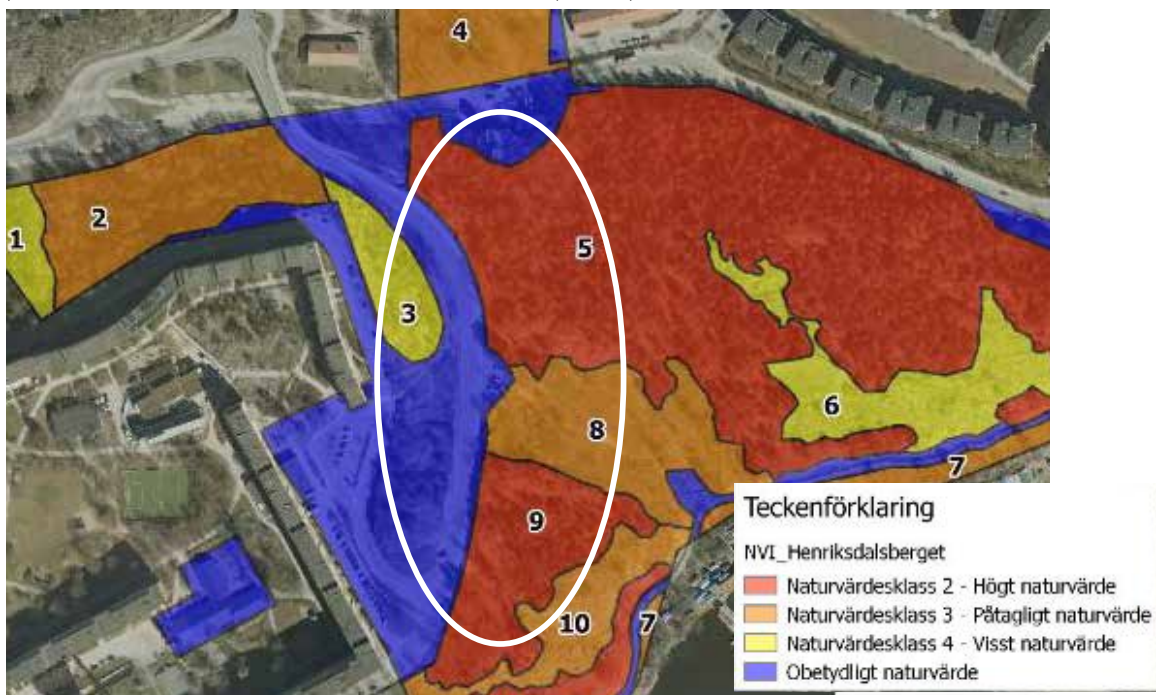 4
1
2
5
3
6
8
7
9
10
7
Teckenförklaring
NVI_Henriksdalsberget
Naturvärdesklass 2 - Högt naturvärde
Naturvärdesklass 3 - Påtagligt naturvärde
Naturvärdesklass 4 - Visst naturvärde
Obetydligt naturvärde